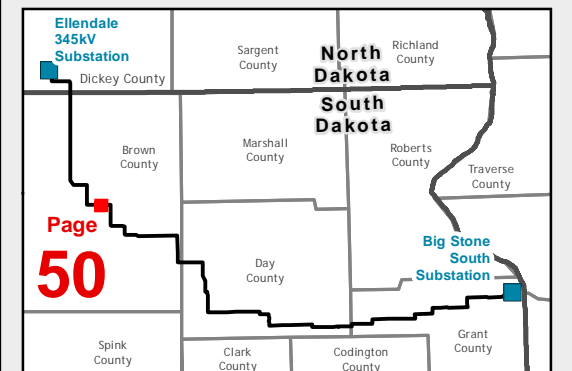 Ellendale
345kV
Substation
Dickey County
Sargent
County
North
Dakota
Richland
County
South
Dakota
Brown
County
Marshall
County
Roberts
County
Traverse
County
Page
50
Day
County
Big Stone
South
Substation
Spink
County
Clark
County
Codington
County
Grant
County